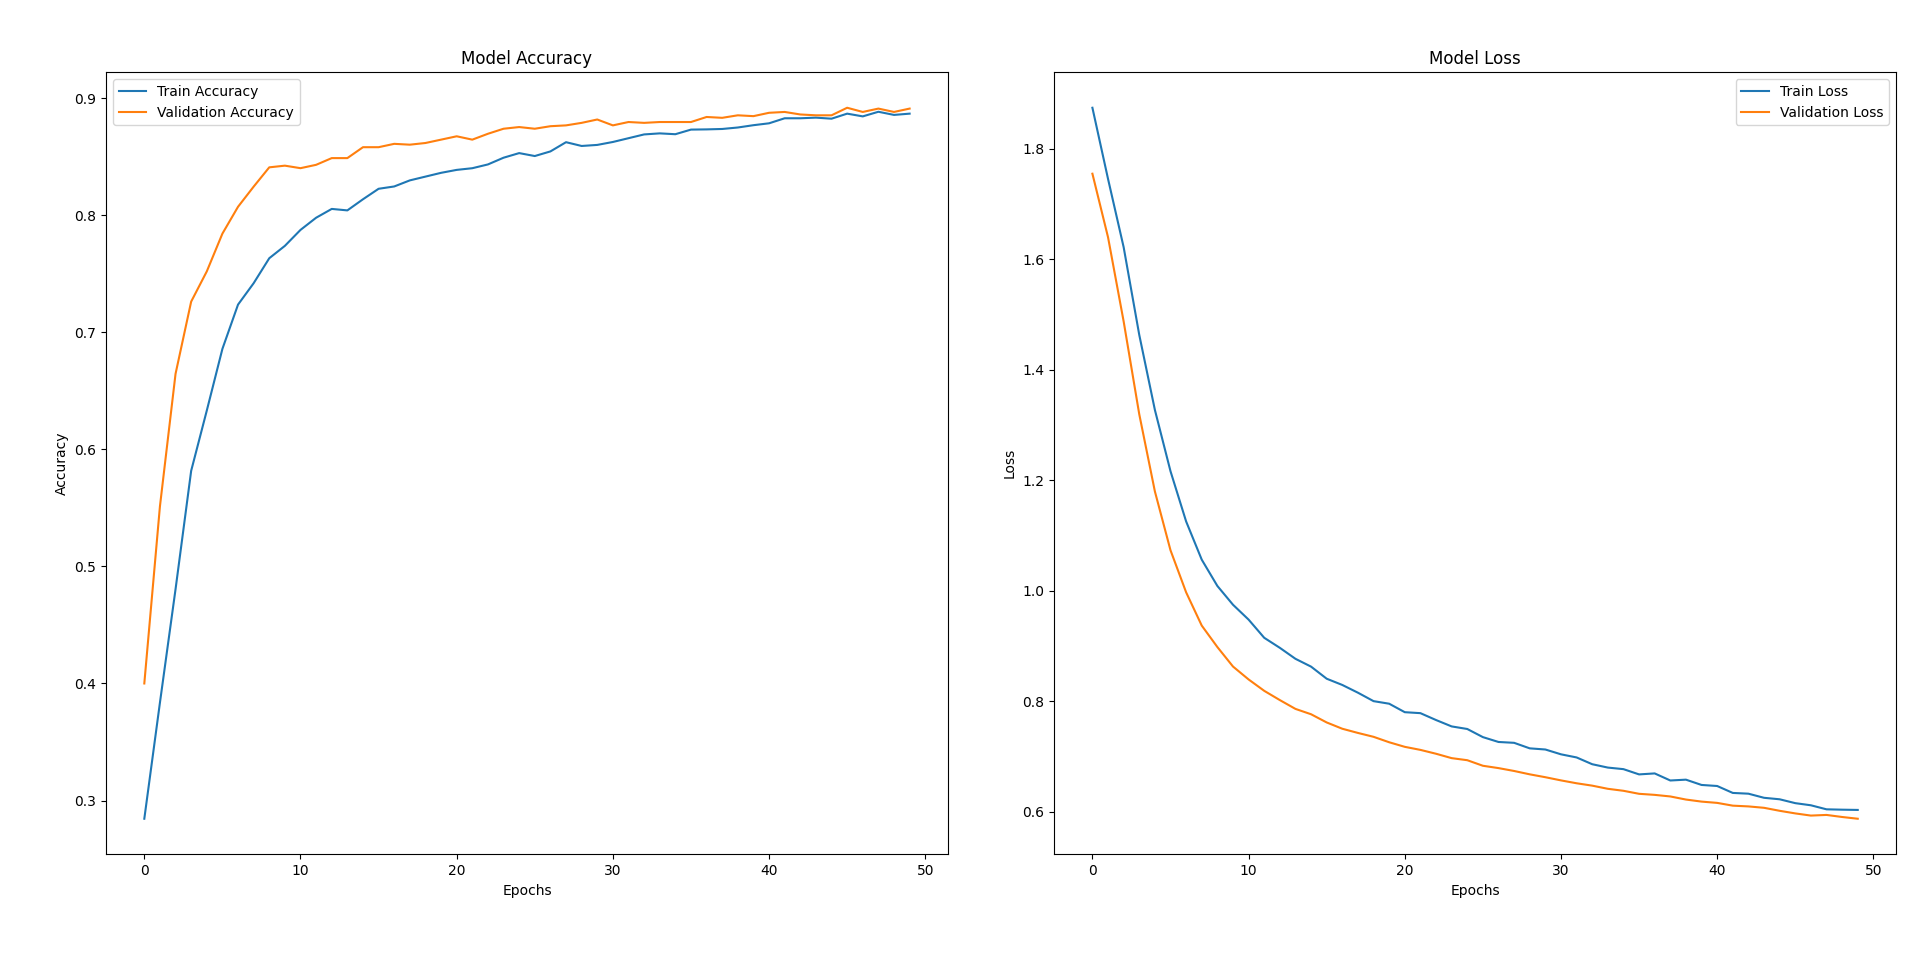 Model Accuracy
Train Accuracy
Validation Accuracy
0.9
0.8
0.7
0.6
0.5
0.4
0.3
Accuracy
0 10 20 30 40 50
Epochs
Model Loss
Train Loss
Validation Loss
1.8
1.6
1.4
1.2
1.0
0.8
0.6
Loss
0 10 20 30 40 50
Epochs